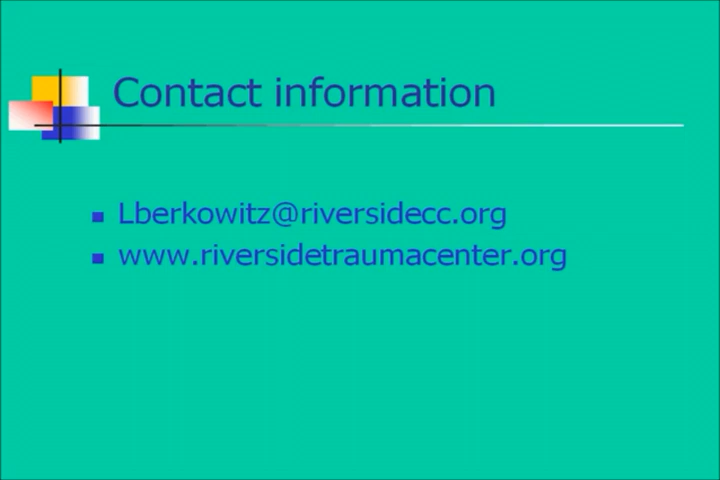 Contact information
Lberkowitz@riversidecc.org
www.riversidetraumacenter.org